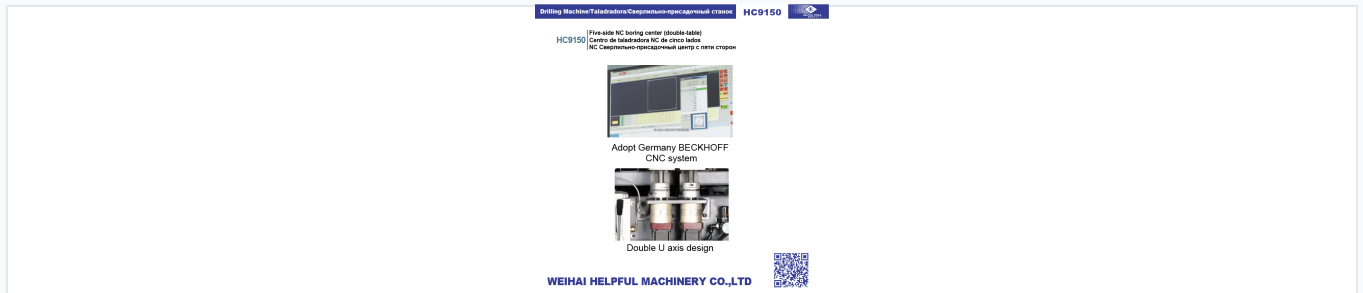 Drilling Machine/Taladradora/Сверлильно-присадочный станок
HC9150
HC9150
Five-side NC boring center (double-table)
Centro de taladradora NC de cinco lados
NC Сверлильно-присадочный центр с пяти сторон
Adopt Germany BECKHOFF
CNC system
Double U axis design
WEIHAI HELPFUL MACHINERY CO.,LTD